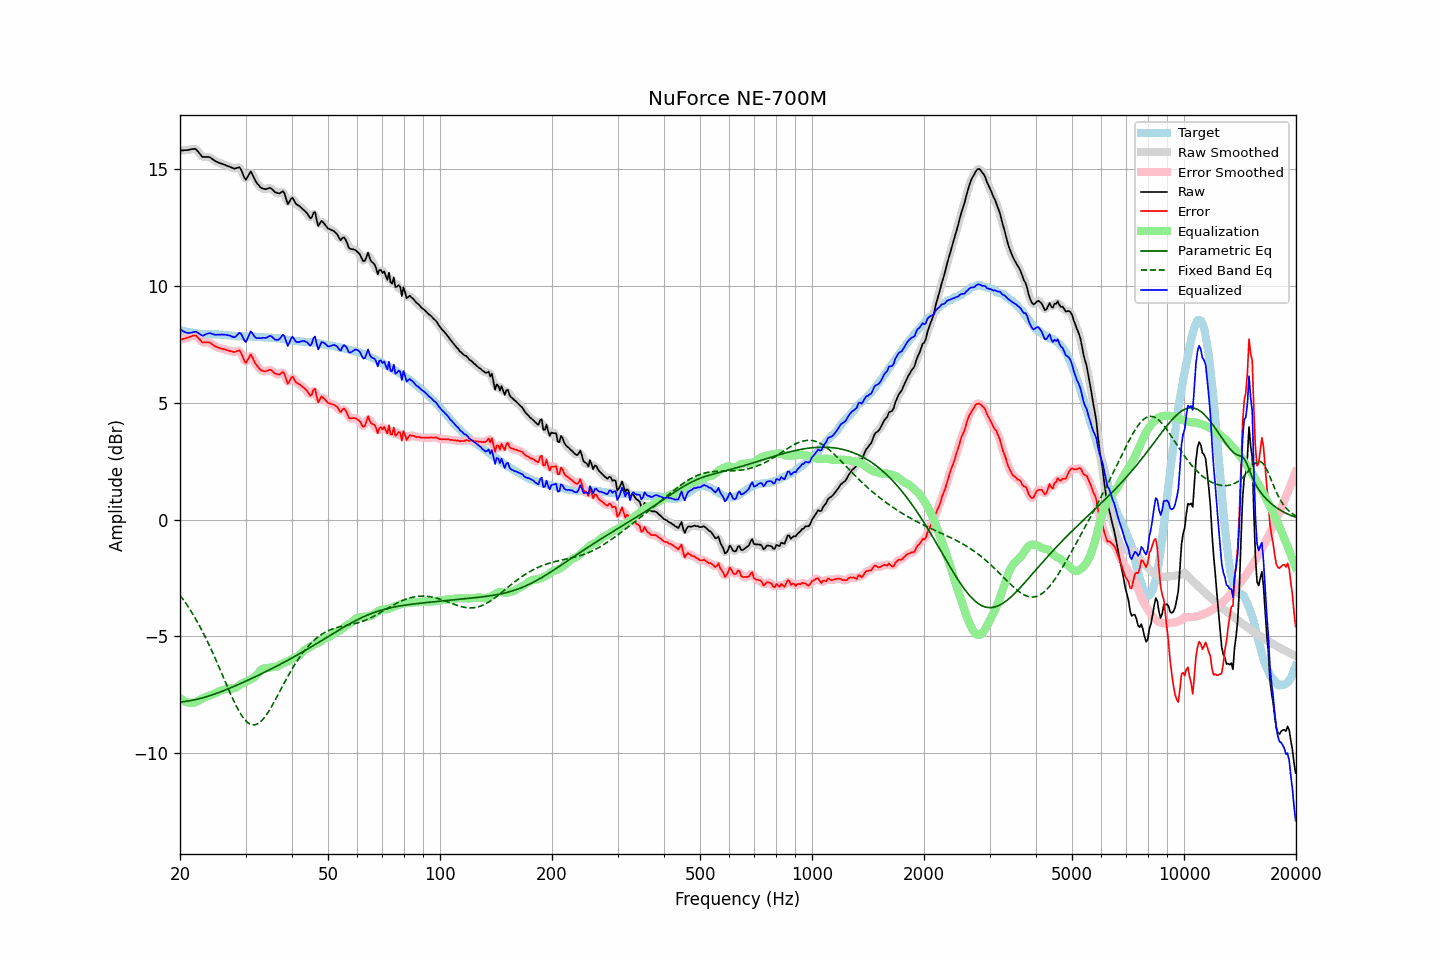 NuForce NE-700M
Target
Raw Smoothed
Error Smoothed
Raw
Error
Equalization
Parametric Eq
Fixed Band Eq
Equalized
Amplitude (dBr)
15
10
5
0
−5
−10
20 50 100 200 500 1000 2000 5000 10000 20000
Frequency (Hz)